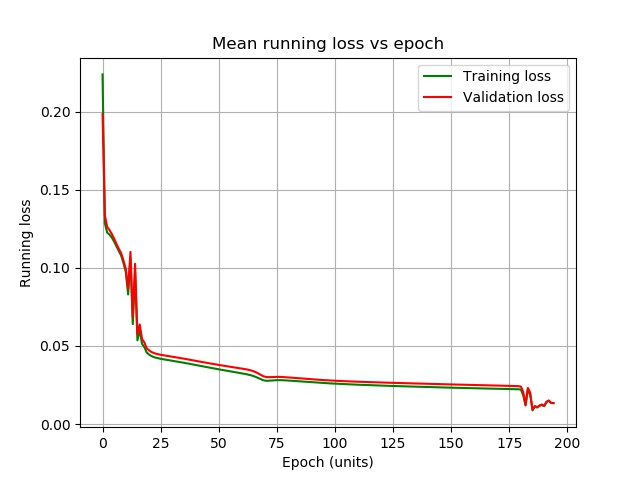 Mean running loss vs epoch
Training loss
Validation loss
0.20
0.15
0.10
0.05
0.00
Running loss
0 25 50 75 100 125 150 175 200
Epoch (units)